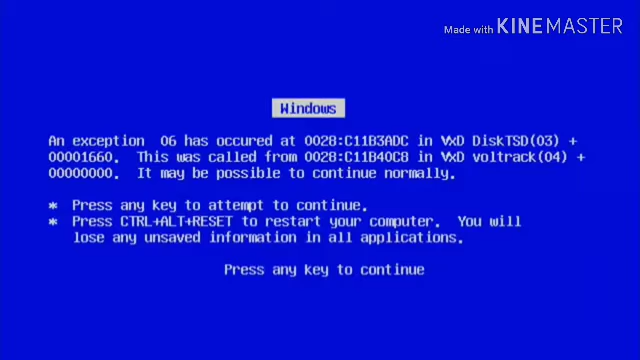 Made with KINEMASTER
Windows
An exception 06 has occured at 0028:C11B3ADC in VxD DiskTSD(03) +
00001660. This was called from 0028:C11B40C8 in VxD voltrack(04) +
00000000. It may be possible to continue normally.
* Press any key to attempt to continue.
* Press CTRL+ALT+RESET to restart your computer. You will
lose any unsaved information in all applications.
Press any key to continue